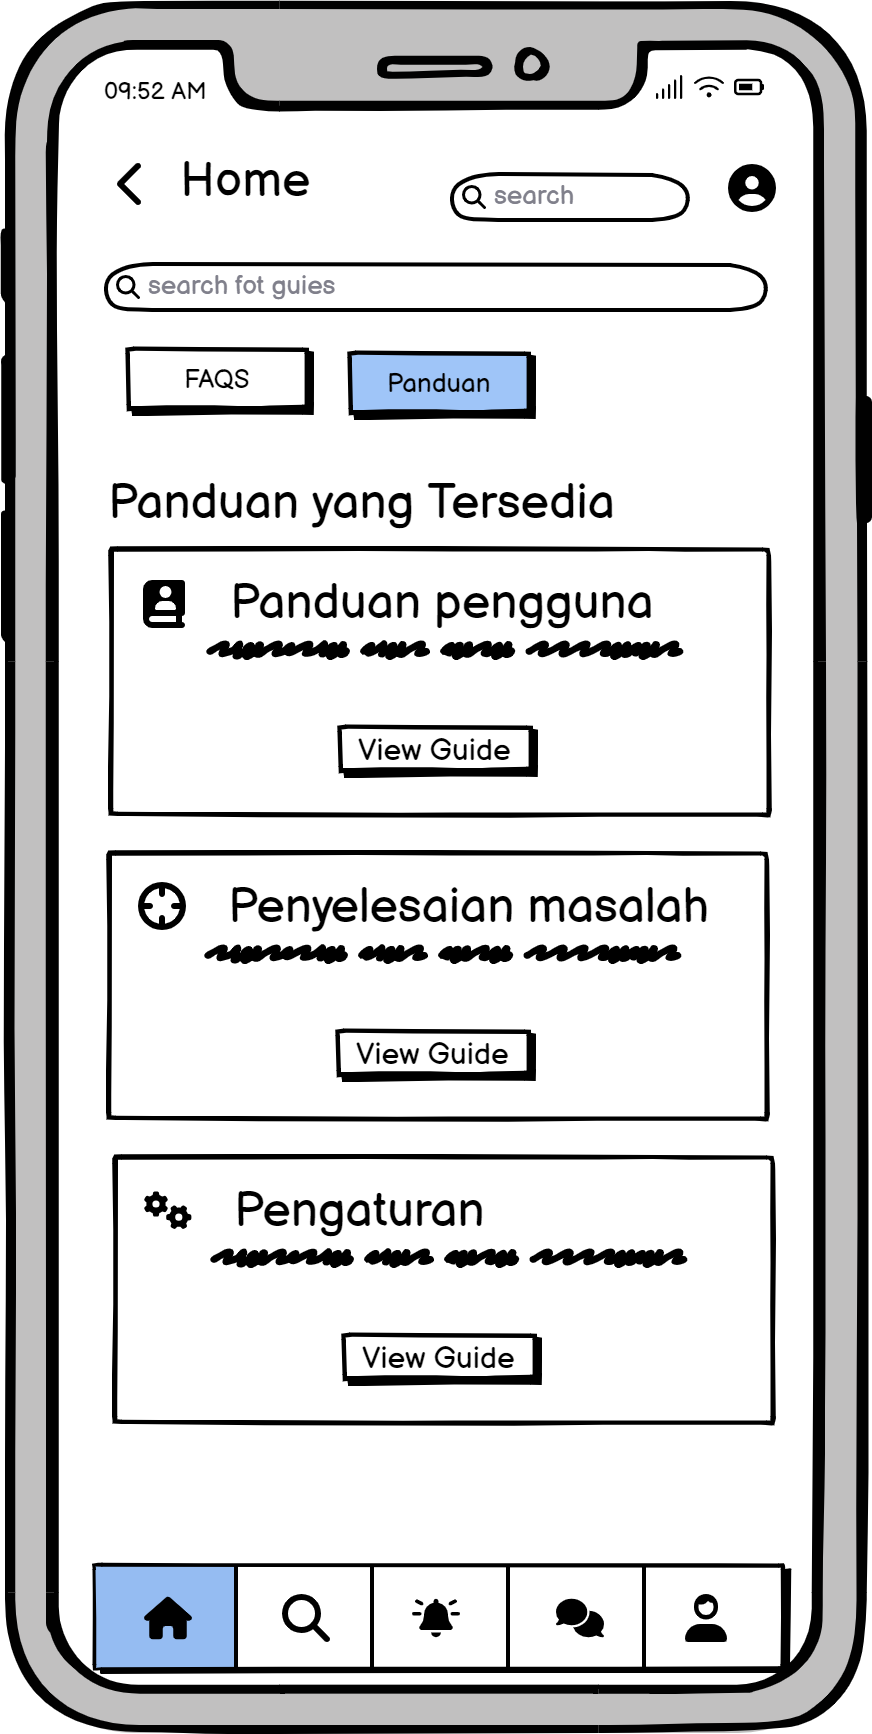 09:52 AM
Home
search
search fot guies
FAQS
Panduan
Panduan yang Tersedia
Panduan pengguna
View Guide
Penyelesaian masalah
View Guide
Pengaturan
View Guide